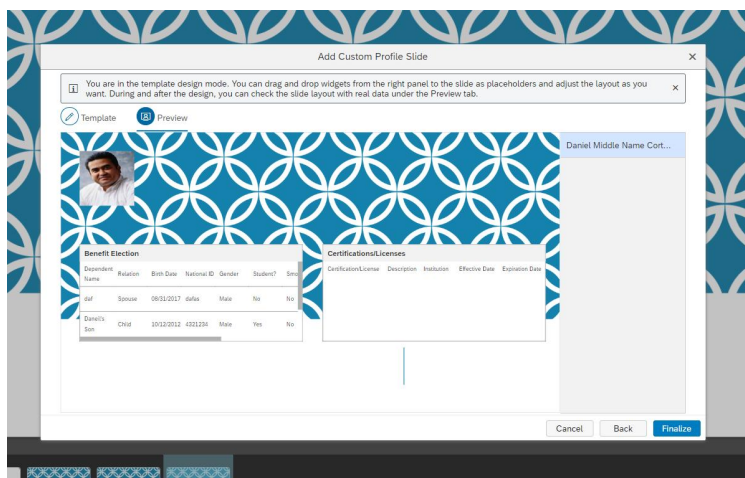 Add Custom Profile Slide
You are in the template design mode. You can drag and drop widgets from the right panel to the slide as placeholders and adjust the layout as you
want. During and after the design, you can check the slide layout with real data under the Preview tab.
Template Preview
Daniel Middle Name Cort...
Benefit Election
Dependent Name Relation Birth Date National ID Gender Student? Smo
daf Spouse 08/31/2017 dafas Male No No
Daneil's Son Child 10/12/2012 4321234 Male Yes No
Certifications/Licenses
Certification/License Description Institution Effective Date Expiration Date
Cancel Back Finalize